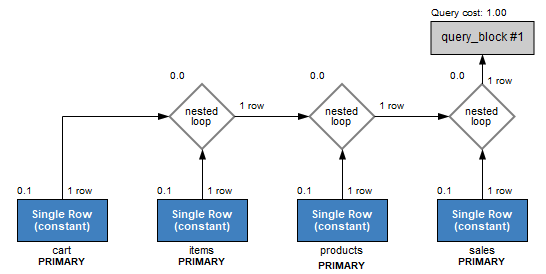 Query cost: 1.00
query_block #1
0.0
0.0
0.0
1 row
nested
loop
1 row
nested
loop
1 row
nested
loop
0.1
1 row
0.1
1 row
0.1
1 row
0.1
1 row
Single Row
(constant)
Single Row
(constant)
Single Row
(constant)
Single Row
(constant)
cart
items
products
sales
PRIMARY
PRIMARY
PRIMARY
PRIMARY